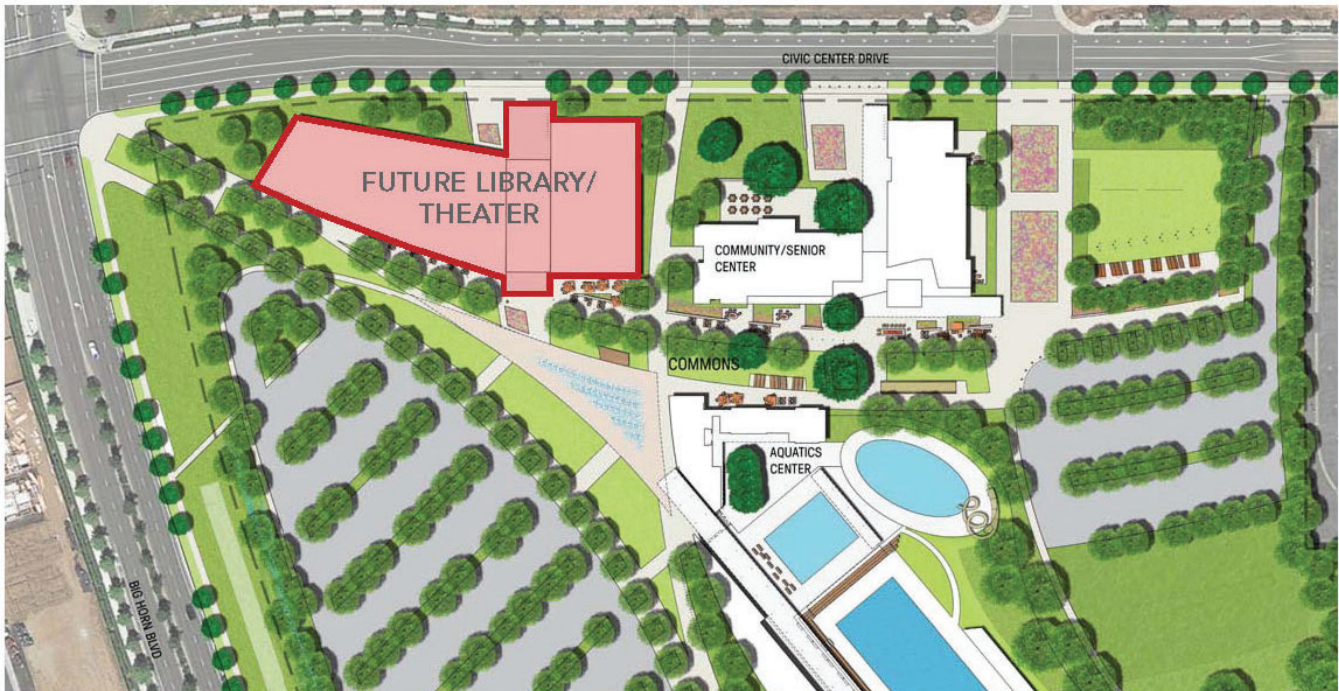 CIVIC CENTER DRIVE
FUTURE LIBRARY/
THEATER
COMMUNITY/SENIOR
CENTER
COMMONS
AQUATICS
CENTER
BIG HORN BLVD